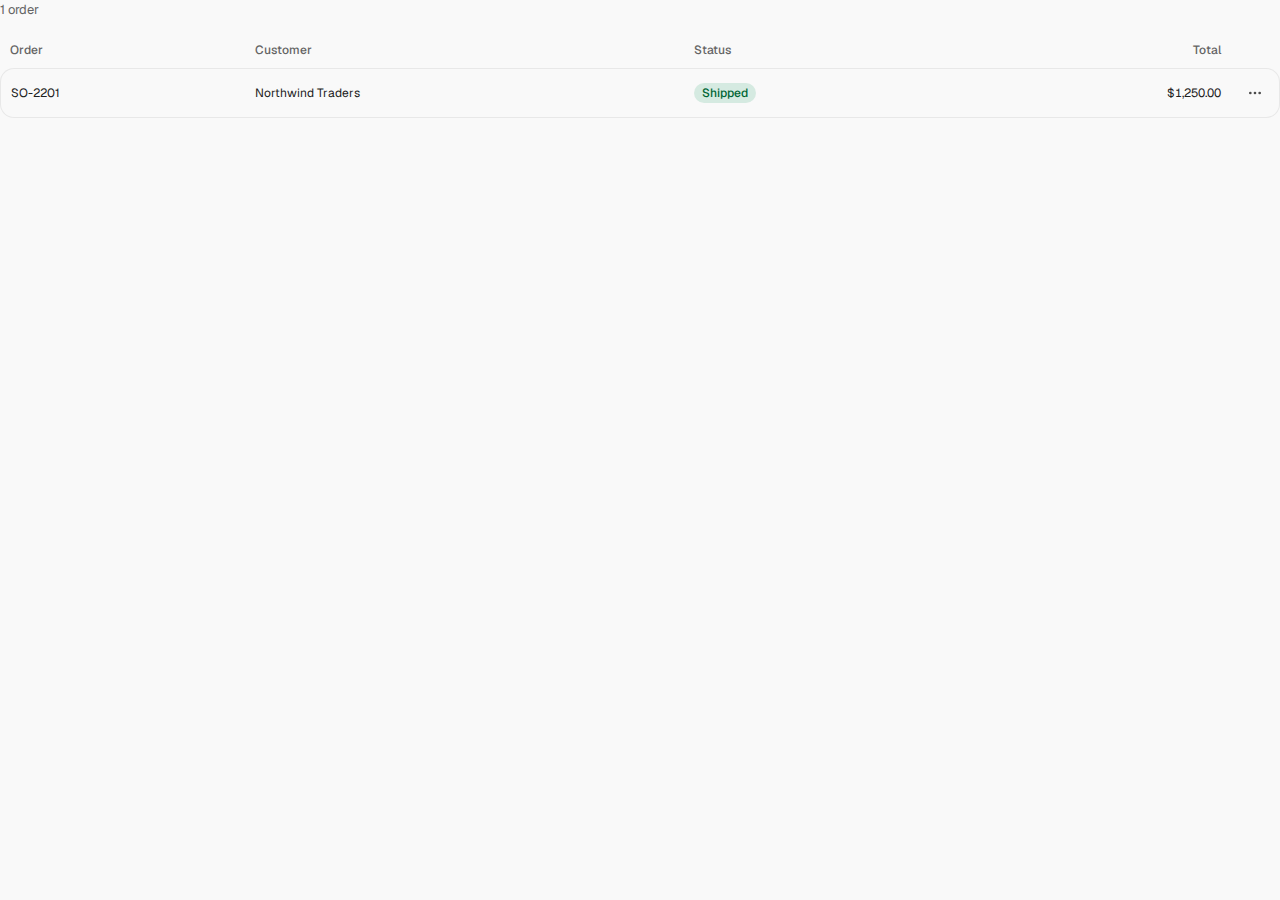 1 order
Order Customer Status Total
SO-2201 Northwind Traders Shipped $1,250.00